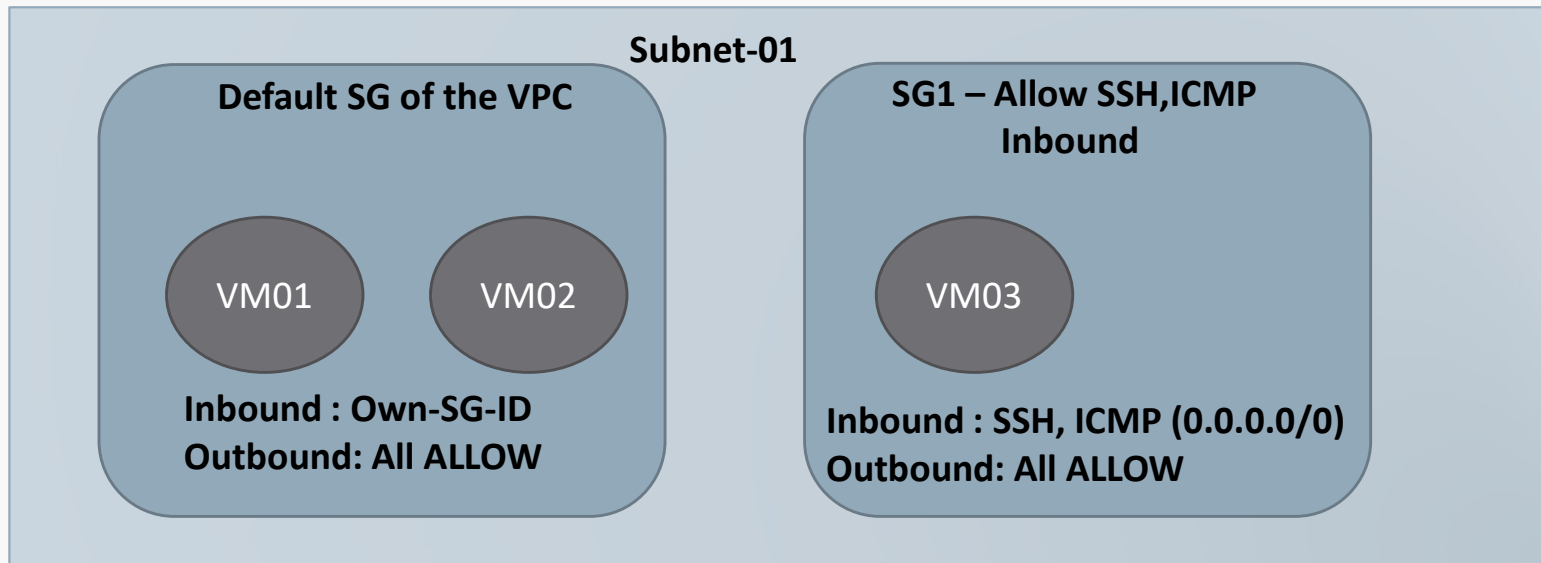 Subnet-01
Default SG of the VPC
VM01
VM02
Inbound : Own-SG-ID
Outbound: All ALLOW
SG1 – Allow SSH,ICMP
Inbound
VM03
Inbound : SSH, ICMP (0.0.0.0/0)
Outbound: All ALLOW